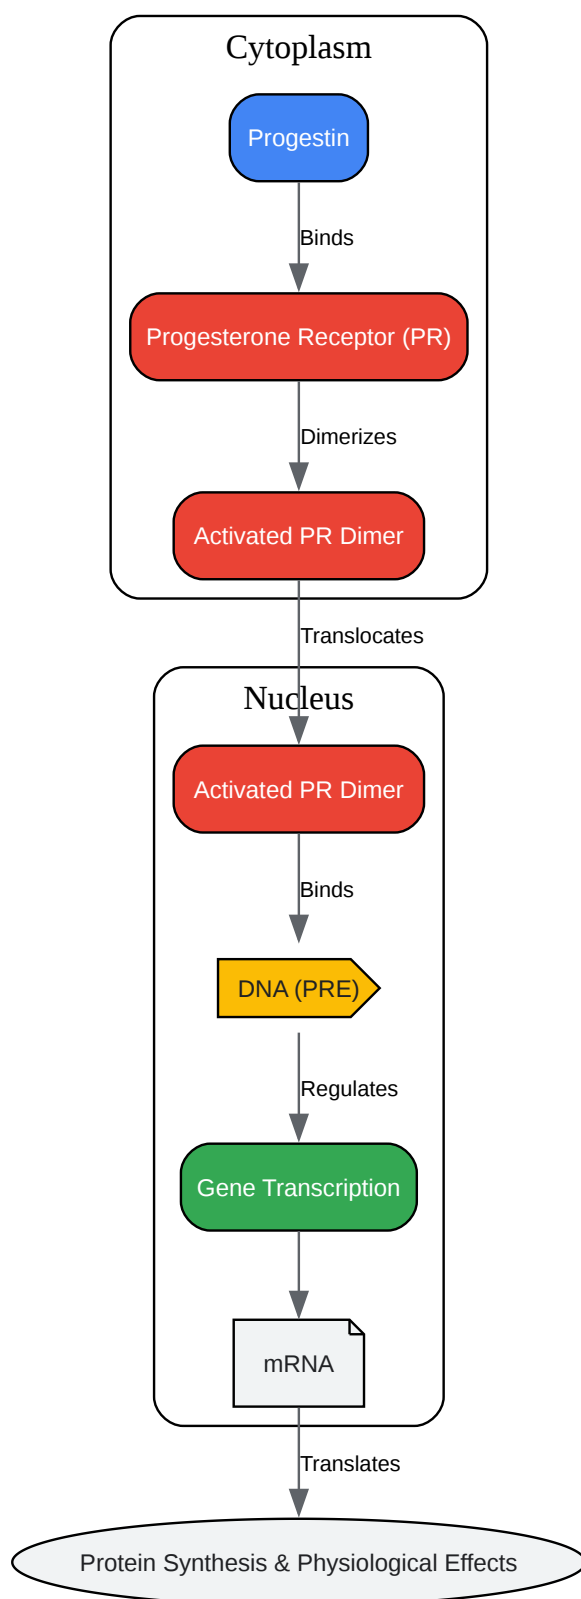 Cytoplasm
Progestin
Binds
Progesterone Receptor (PR)
Dimerizes
Activated PR Dimer
Translocates
Nucleus
Activated PR Dimer
Binds
DNA (PRE)
Regulates
Gene Transcription
mRNA
Translates
Protein Synthesis & Physiological Effects